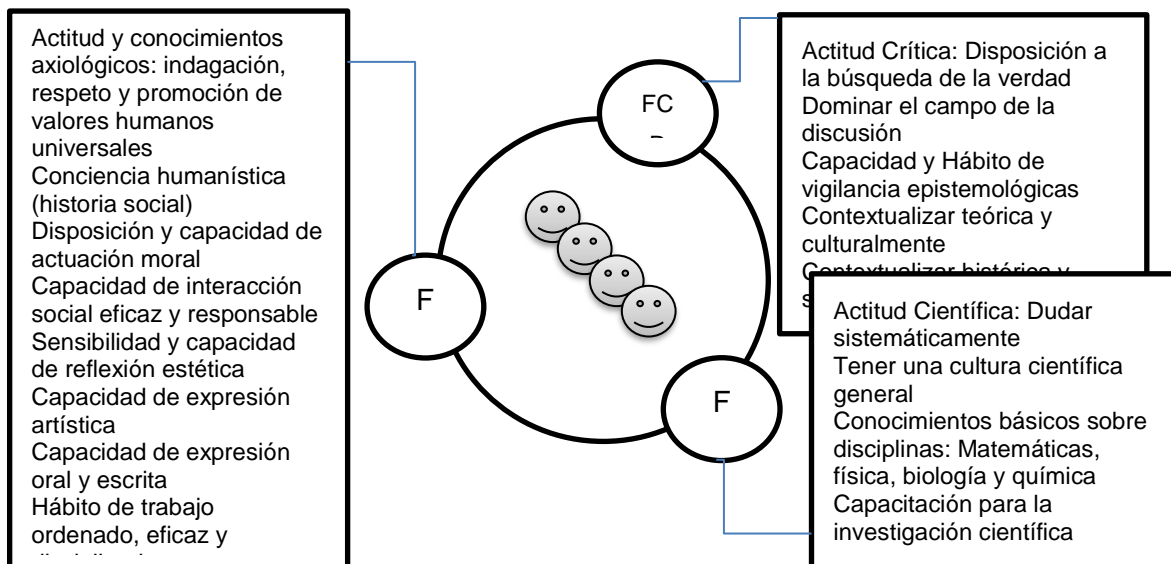 Actitud y conocimientos
axiológicos: indagación,
respeto y promoción de
valores humanos
universales
Conciencia humanística
(historia social)
Disposición y capacidad de
actuación moral
Capacidad de interacción
social eficaz y responsable
Sensibilidad y capacidad
de reflexión estética
Capacidad de expresión
artística
Capacidad de expresión
oral y escrita
Hábito de trabajo
ordenado, eficaz y
FC
F
F
Actitud Crítica: Disposición a
la búsqueda de la verdad
Dominar el campo de la
discusión
Capacidad y Hábito de
vigilancia epistemológicas
Contextualizar teórica y
culturalmente
Contextualizar histórica y
Actitud Científica: Dudar
sistemáticamente
Tener una cultura científica
general
Conocimientos básicos sobre
disciplinas: Matemáticas,
física, biología y química
Capacitación para la
investigación científica